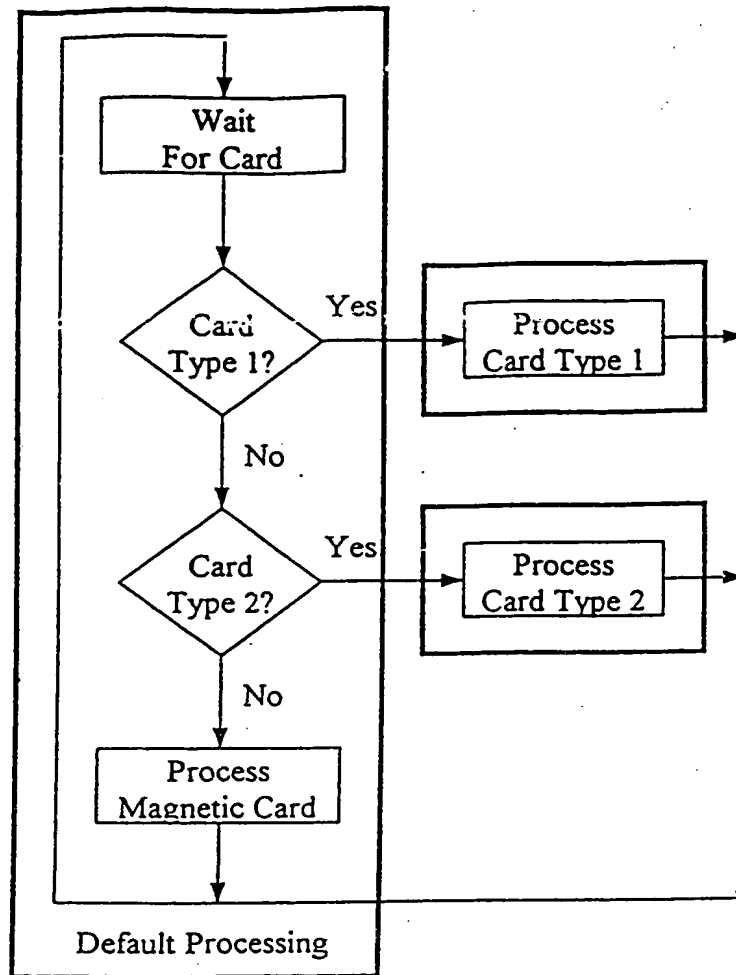 Wait
For Card
Card
Type 1?
Yes
Process
Card Type 1
No
Card
Type 2?
Yes
Process
Card Type 2
No
Process
Magnetic Card
Default Processing